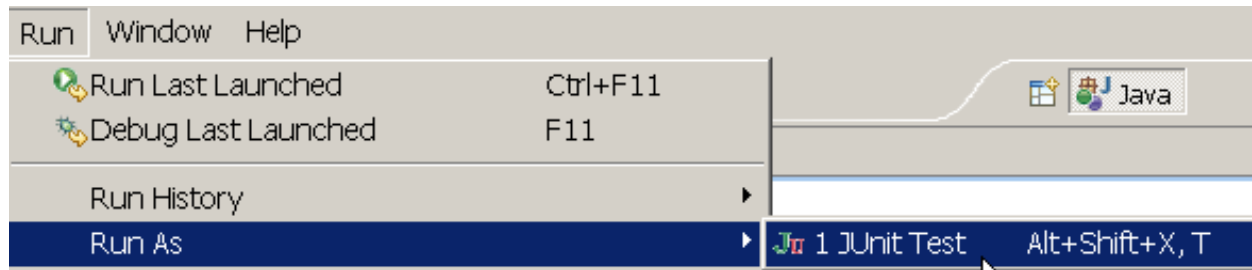 Run Window Help
Run Last Launched Ctrl+F11
Java
Debug Last Launched F11
Run History
Run As
1 JUnit Test Alt+Shift+X, T